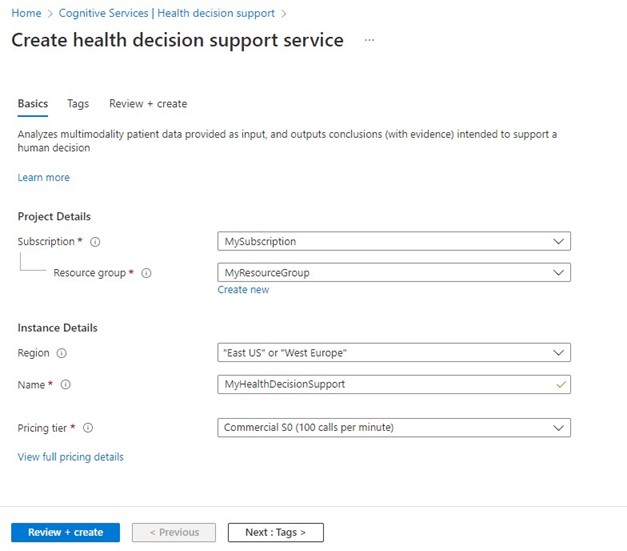 Home > Cognitive Services | Health decision support >
Create health decision support service ...
Basics Tags Review + create
Analyzes multimodality patient data provided as input, and outputs conclusions (with evidence) intended to support a
human decision
Learn more
Project Details
Subscription * MySubscription
Resource group * MyResourceGroup
Create new
Instance Details
Region "East US" or "West Europe"
Name * MyHealthDecisionSupport
Pricing tier * Commercial S0 (100 calls per minute)
View full pricing details
Review + create < Previous Next : Tags >